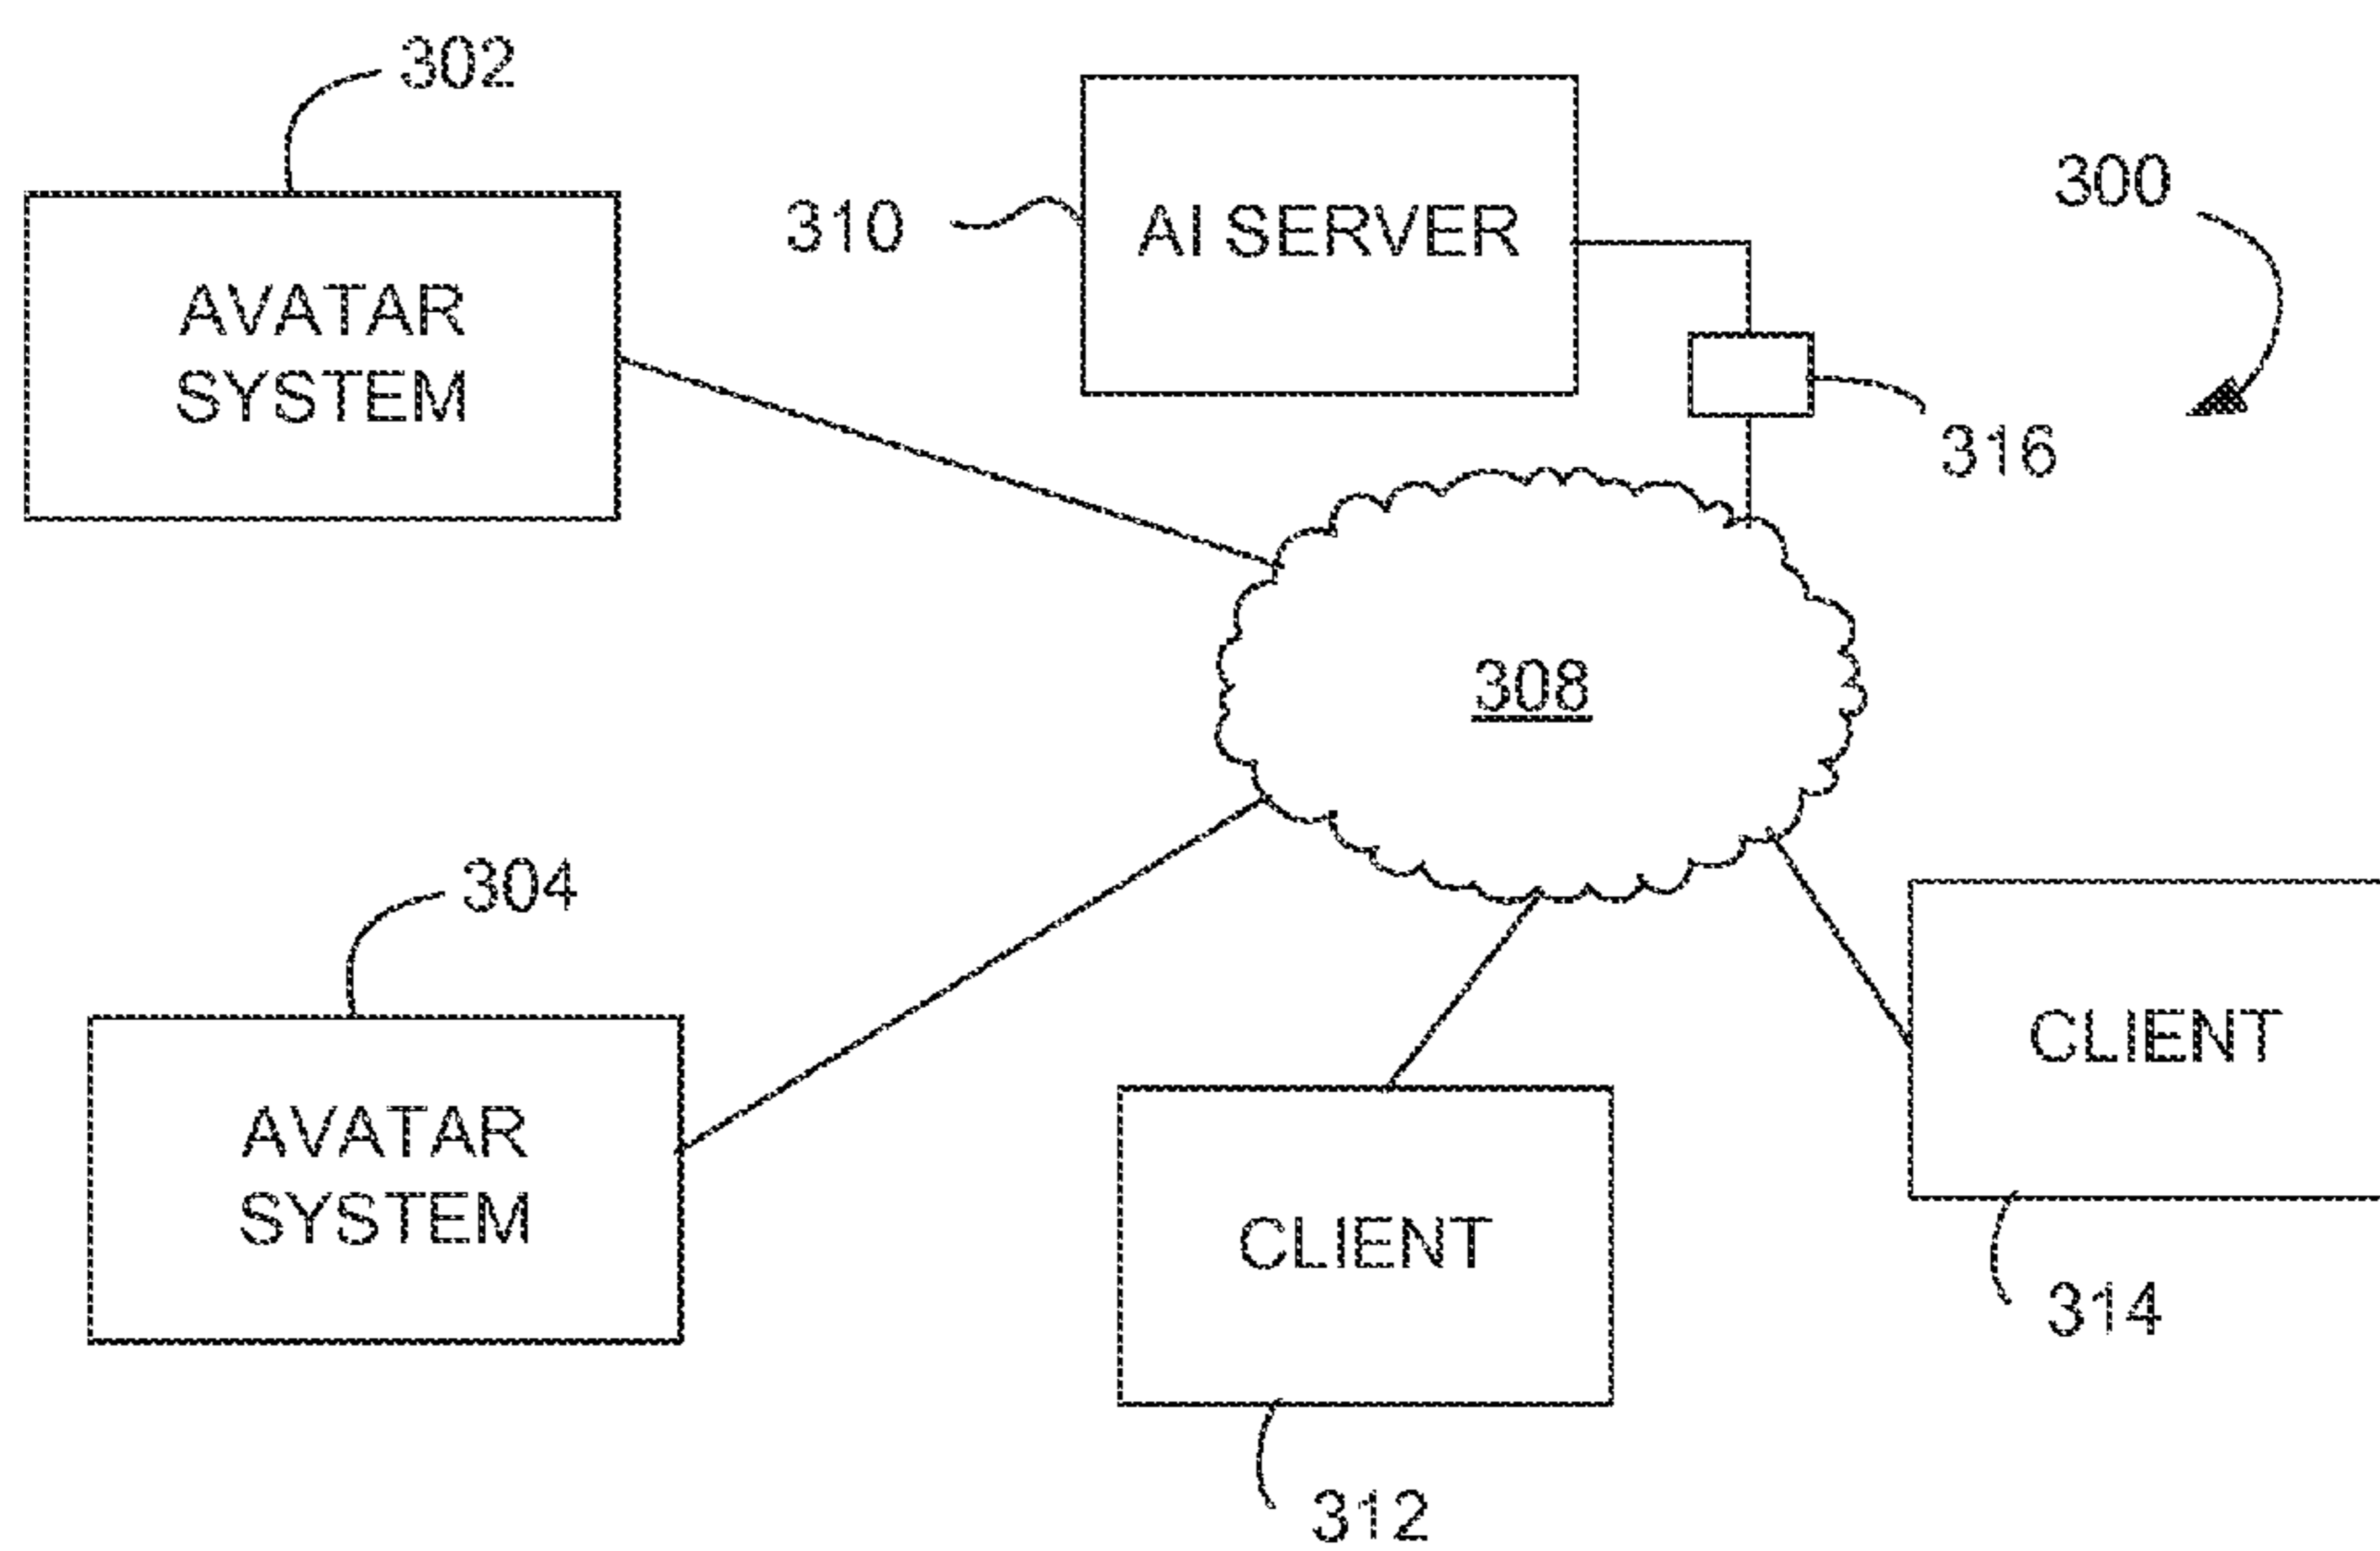 302
310
AI SERVER
300
AVATAR
SYSTEM
316
308
304
AVATAR
SYSTEM
CLIENT
CLIENT
314
312